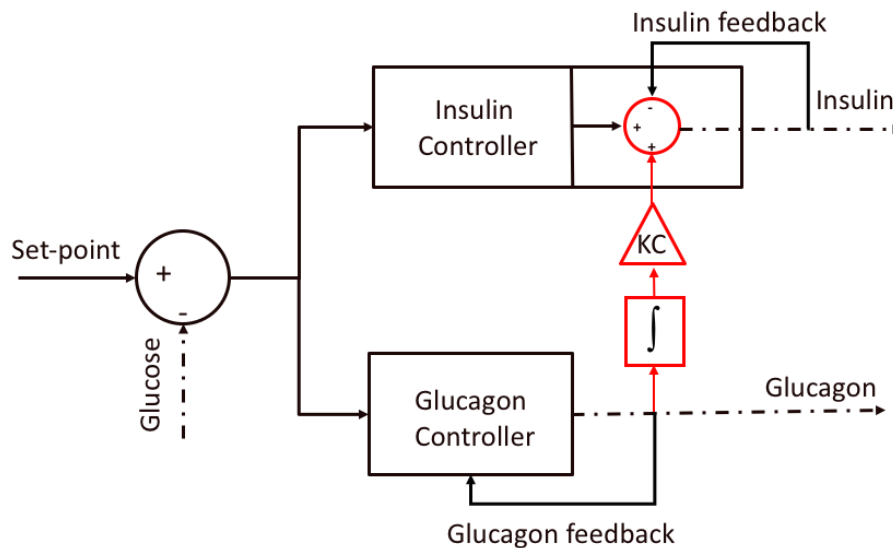 Insulin feedback
Insulin
Insulin
Controller
-
+
+
KC
Set-point
+
-
Glucose
∫
Glucagon
Glucagon
Controller
Glucagon feedback